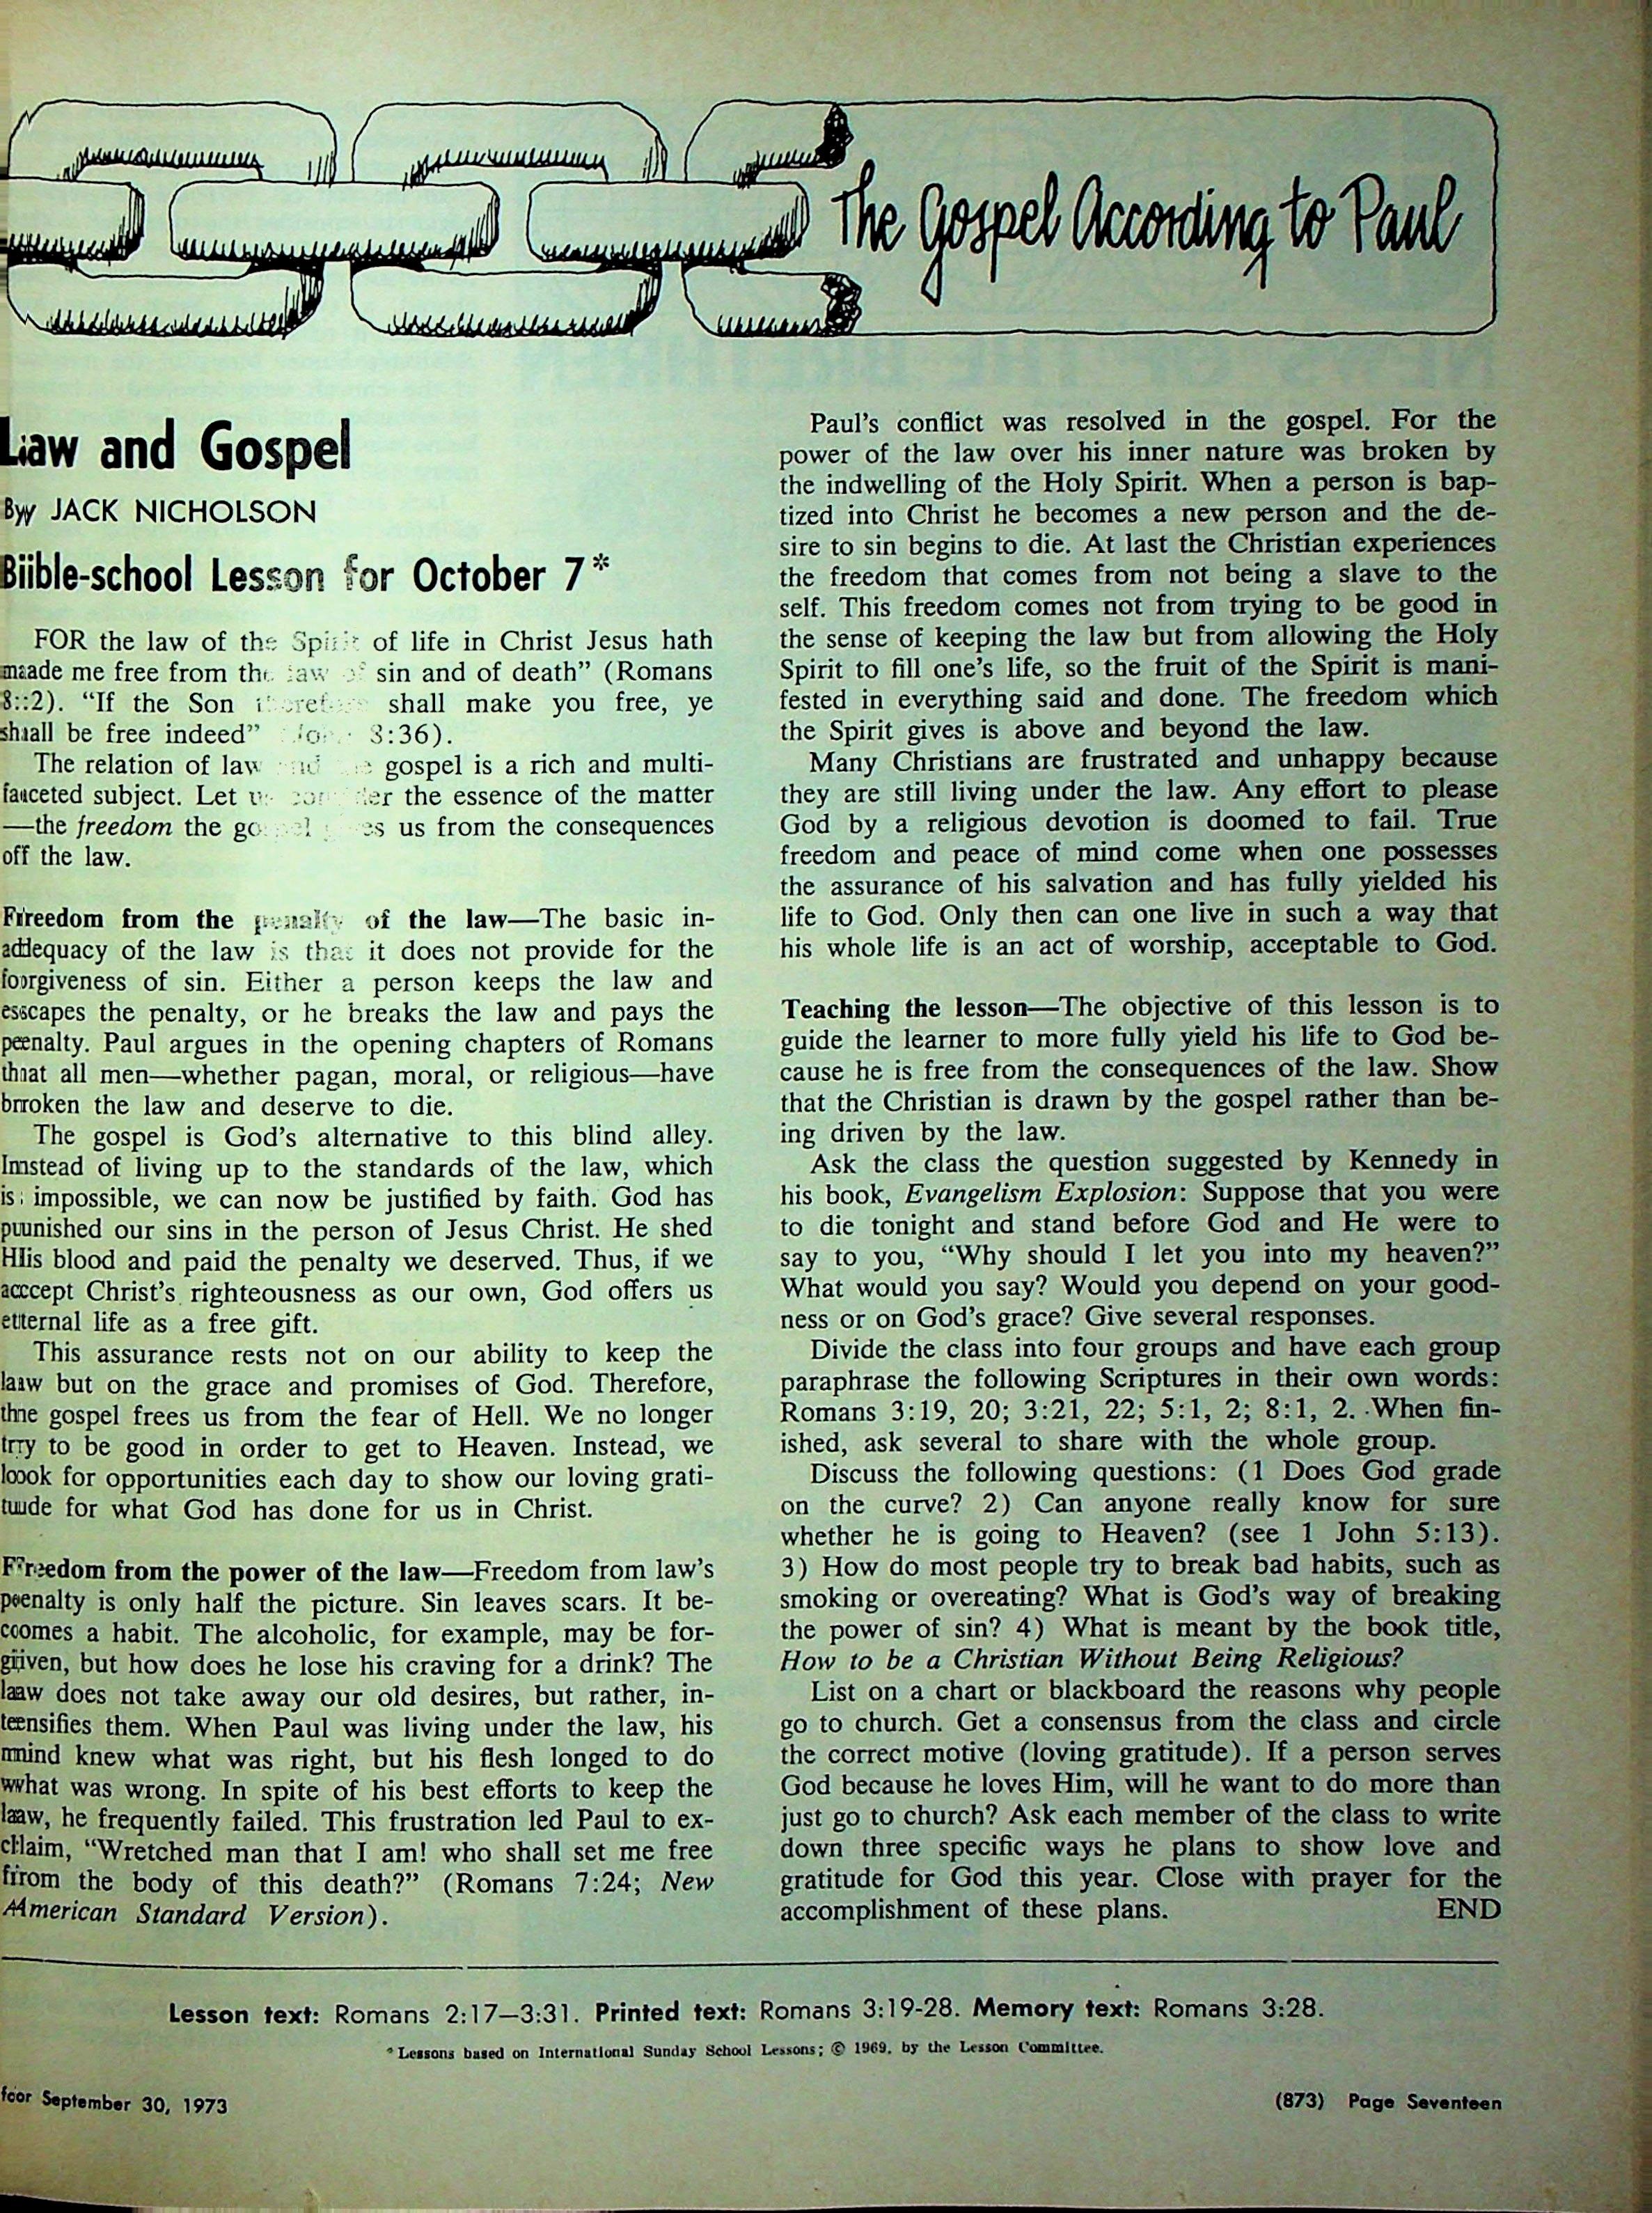 The Gospel According to Paul
Law and Gospel
By JACK NICHOLSON
Bible-school Lesson for October 7*
FOR the law of the Spirit of life in Christ Jesus hath
made me free from the law of sin and of death” (Romans
8:2). “If the Son therefore shall make you free, ye
shall be free indeed” (John 8:36).
The relation of law and the gospel is a rich and multi-
faceted subject. Let us consider the essence of the matter
—the freedom the gospel gives us from the consequences
of the law.
Freedom from the penalty of the law—The basic in-
adequacy of the law is that it does not provide for the
forgiveness of sin. Either a person keeps the law and
escapes the penalty, or he breaks the law and pays the
penalty. Paul argues in the opening chapters of Romans
that all men—whether pagan, moral, or religious—have
broken the law and deserve to die.
The gospel is God’s alternative to this blind alley.
Instead of living up to the standards of the law, which
is impossible, we can now be justified by faith. God has
punished our sins in the person of Jesus Christ. He shed
His blood and paid the penalty we deserved. Thus, if we
accept Christ’s righteousness as our own, God offers us
eternal life as a free gift.
This assurance rests not on our ability to keep the
law but on the grace and promises of God. Therefore,
the gospel frees us from the fear of Hell. We no longer
try to be good in order to get to Heaven. Instead, we
look for opportunities each day to show our loving grati-
tude for what God has done for us in Christ.
Freedom from the power of the law—Freedom from law’s
penalty is only half the picture. Sin leaves scars. It be-
comes a habit. The alcoholic, for example, may be for-
given, but how does he lose his craving for a drink? The
law does not take away our old desires, but rather, in-
tensifies them. When Paul was living under the law, his
mind knew what was right, but his flesh longed to do
what was wrong. In spite of his best efforts to keep the
law, he frequently failed. This frustration led Paul to ex-
claim, “Wretched man that I am! who shall set me free
from the body of this death?” (Romans 7:24; New
American Standard Version).
Paul’s conflict was resolved in the gospel. For the
power of the law over his inner nature was broken by
the indwelling of the Holy Spirit. When a person is bap-
tized into Christ he becomes a new person and the de-
sire to sin begins to die. At last the Christian experiences
the freedom that comes from not being a slave to the
self. This freedom comes not from trying to be good in
the sense of keeping the law but from allowing the Holy
Spirit to fill one’s life, so the fruit of the Spirit is mani-
fested in everything said and done. The freedom which
the Spirit gives is above and beyond the law.
Many Christians are frustrated and unhappy because
they are still living under the law. Any effort to please
God by a religious devotion is doomed to fail. True
freedom and peace of mind come when one possesses
the assurance of his salvation and has fully yielded his
life to God. Only then can one live in such a way that
his whole life is an act of worship, acceptable to God.
Teaching the lesson—The objective of this lesson is to
guide the learner to more fully yield his life to God be-
cause he is free from the consequences of the law. Show
that the Christian is drawn by the gospel rather than be-
ing driven by the law.
Ask the class the question suggested by Kennedy in
his book, Evangelism Explosion: Suppose that you were
to die tonight and stand before God and He were to
say to you, “Why should I let you into my heaven?”
What would you say? Would you depend on your good-
ness or on God’s grace? Give several responses.
Divide the class into four groups and have each group
paraphrase the following Scriptures in their own words:
Romans 3:19, 20; 3:21, 22; 5:1, 2; 8:1, 2. When fin-
ished, ask several to share with the whole group.
Discuss the following questions: (1 Does God grade
on the curve? 2) Can anyone really know for sure
whether he is going to Heaven? (see 1 John 5:13).
3) How do most people try to break bad habits, such as
smoking or overeating? What is God’s way of breaking
the power of sin? 4) What is meant by the book title,
How to be a Christian Without Being Religious?
List on a chart or blackboard the reasons why people
go to church. Get a consensus from the class and circle
the correct motive (loving gratitude). If a person serves
God because he loves Him, will he want to do more than
just go to church? Ask each member of the class to write
down three specific ways he plans to show love and
gratitude for God this year. Close with prayer for the
accomplishment of these plans. END
Lesson text: Romans 2:17—3:31. Printed text: Romans 3:19-28. Memory text: Romans 3:28.
*Lessons based on International Sunday School Lessons; © 1969, by the Lesson Committee.
for September 30, 1973
(873) Page Seventeen